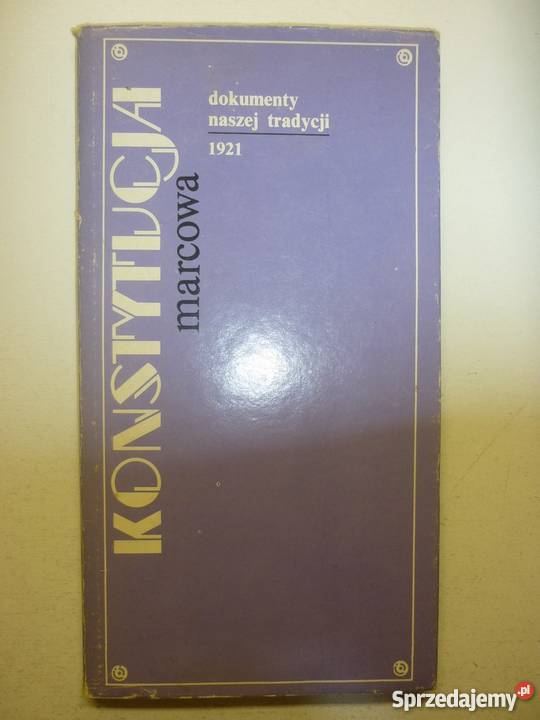 KONSTYTUCJA
marcowa
dokumenty
naszej tradycji
1921
Sprzedajemy.pl